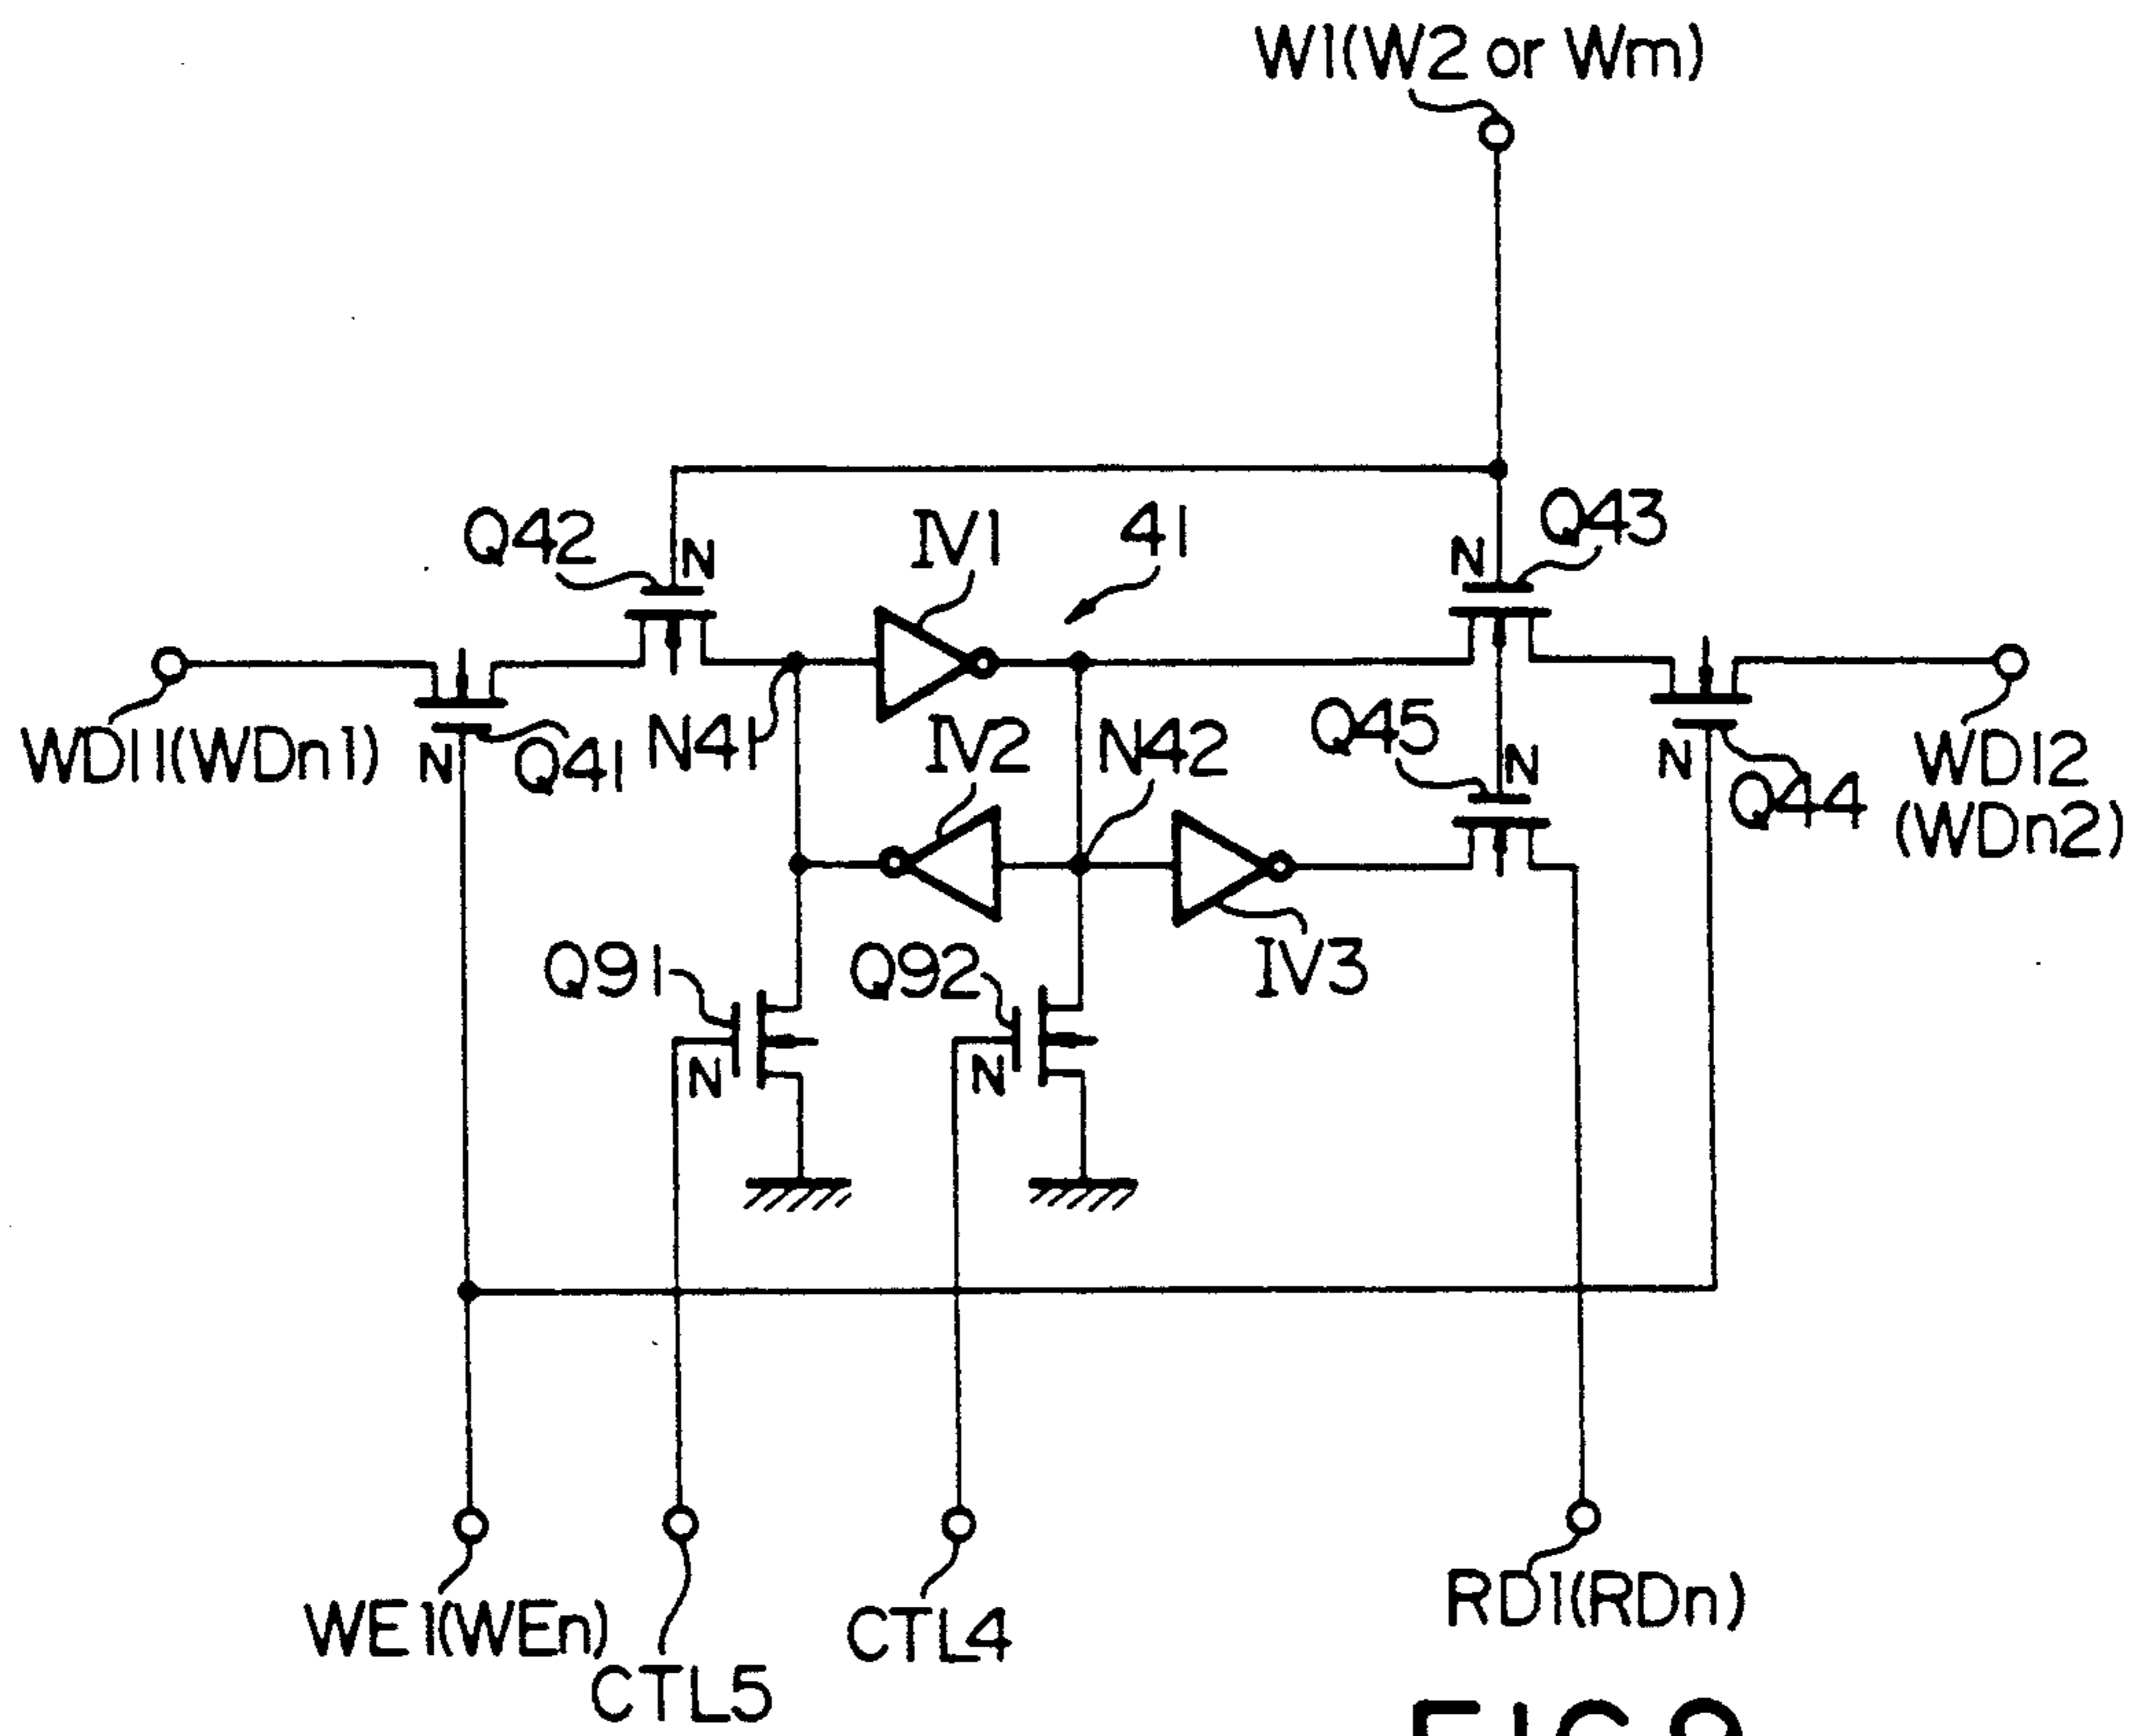 W1(W2 or Wm)
Q42
N
IV1
41
N
Q43
WD11(WDn1)
N
Q41
N41
IV2
N42
Q45
N
N
Q44
WD12
(WDn2)
Q91
N
Q92
N
IV3
WE1(WEn)
CTL5
CTL4
RD1(RDn)